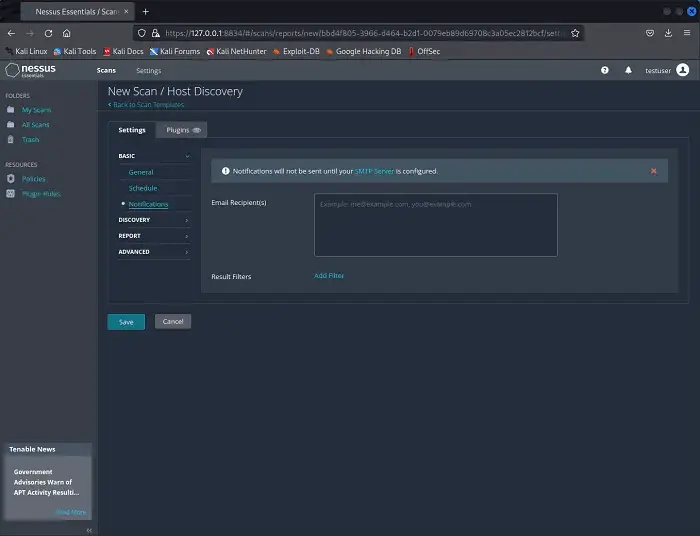 Nessus Essentials / Scans
https://127.0.0.1:8834/#/scans/reports/new/bbd4f805-3966-d464-b2d1-0079eb89d69708c3a05ec2812bcf/sett
Kali Linux Kali Tools Kali Docs Kali Forums Kali NetHunter Exploit-DB Google Hacking DB OffSec
nessus Essentials Scans Settings testuser
FOLDERS
My Scans
All Scans
Trash
RESOURCES
Policies
Plugin Rules
New Scan / Host Discovery
Back to Scan Templates
Settings Plugins
BASIC
General
Schedule
Notifications
DISCOVERY
REPORT
ADVANCED
Notifications will not be sent until your SMTP Server is configured.
Email Recipient(s)
Example: me@example.com, you@example.com
Result Filters Add Filter
Save Cancel
Tenable News
Government
Advisories Warn of
APT Activity Resulti...
Read More